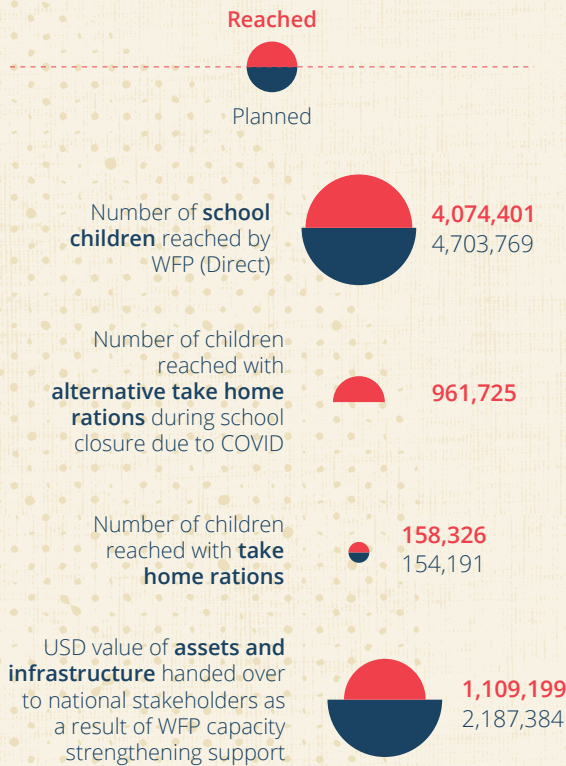 Reached
Planned
Number of school
children reached by
WFP (Direct)
4,074,401
4,703,769
Number of children
reached with
alternative take home
rations during school
closure due to COVID
961,725
Number of children
reached with take
home rations
158,326
154,191
USD value of assets and
infrastructure handed over
to national stakeholders as
a result of WFP capacity
strengthening support
1,109,199
2,187,384